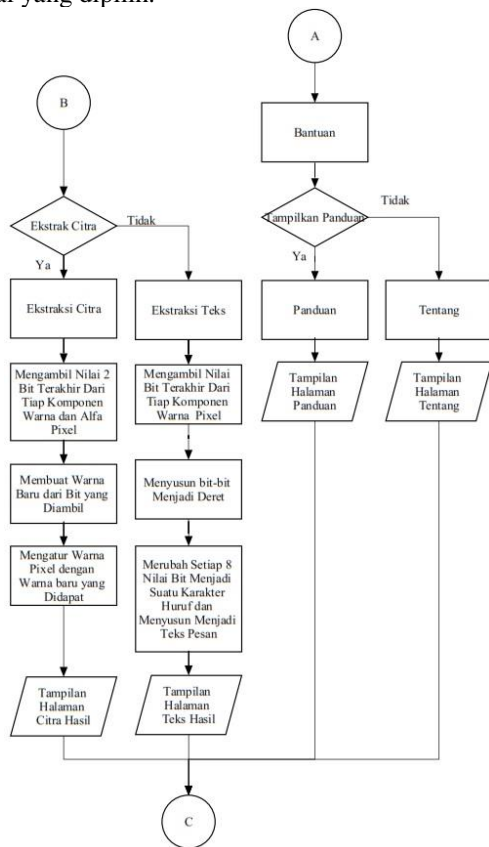 A
B
Bantuan
Ekstrak Citra
Tidak
Ya
Tampilkan Panduan
Tidak
Ya
Ekstraksi Citra
Ekstraksi Teks
Panduan
Tentang
Mengambil Nilai 2
Bit Terakhir Dari
Tiap Komponen
Warna dan Alfa
Pixel
Mengambil Nilai
Bit Terakhir Dari
Tiap Komponen
Warna Pixel
Tampilan
Halaman
Panduan
Tampilan
Halaman
Tentang
Membuat Warna
Baru dari Bit yang
Diambil
Menyusun bit-bit
Menjadi Deret
Mengatur Warna
Pixel dengan
Warna baru yang
Didapat
Merubah Setiap 8
Nilai Bit Menjadi
Suatu Karakter
Huruf dan
Menyusun Menjadi
Teks Pesan
Tampilan
Halaman
Citra Hasil
Tampilan
Halaman
Teks Hasil
C